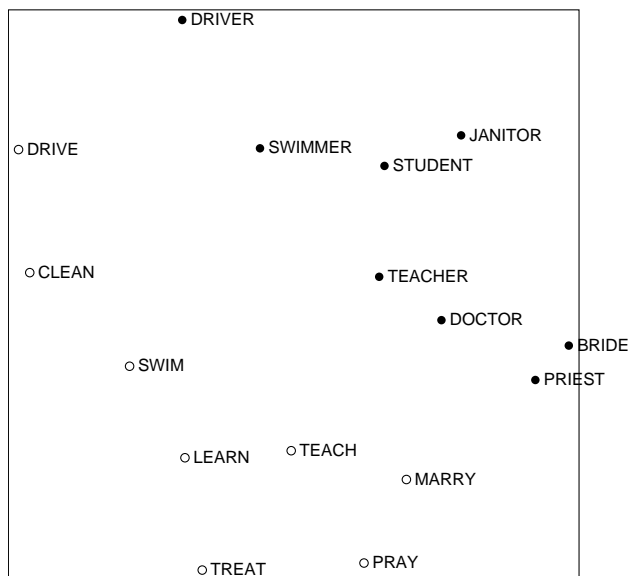 DRIVER
JANITOR
DRIVE
SWIMMER
STUDENT
CLEAN
TEACHER
DOCTOR
BRIDE
SWIM
PRIEST
TEACH
LEARN
MARRY
PRAY
TREAT